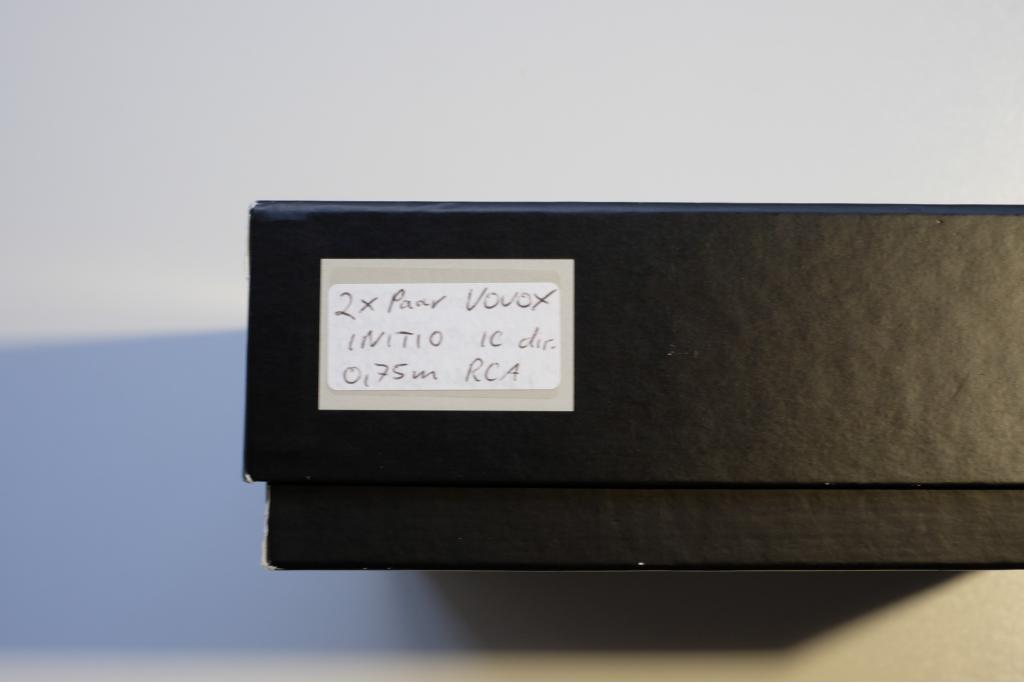 2x Paar VOVOX
INITIO IC dir.
0,75m RCA